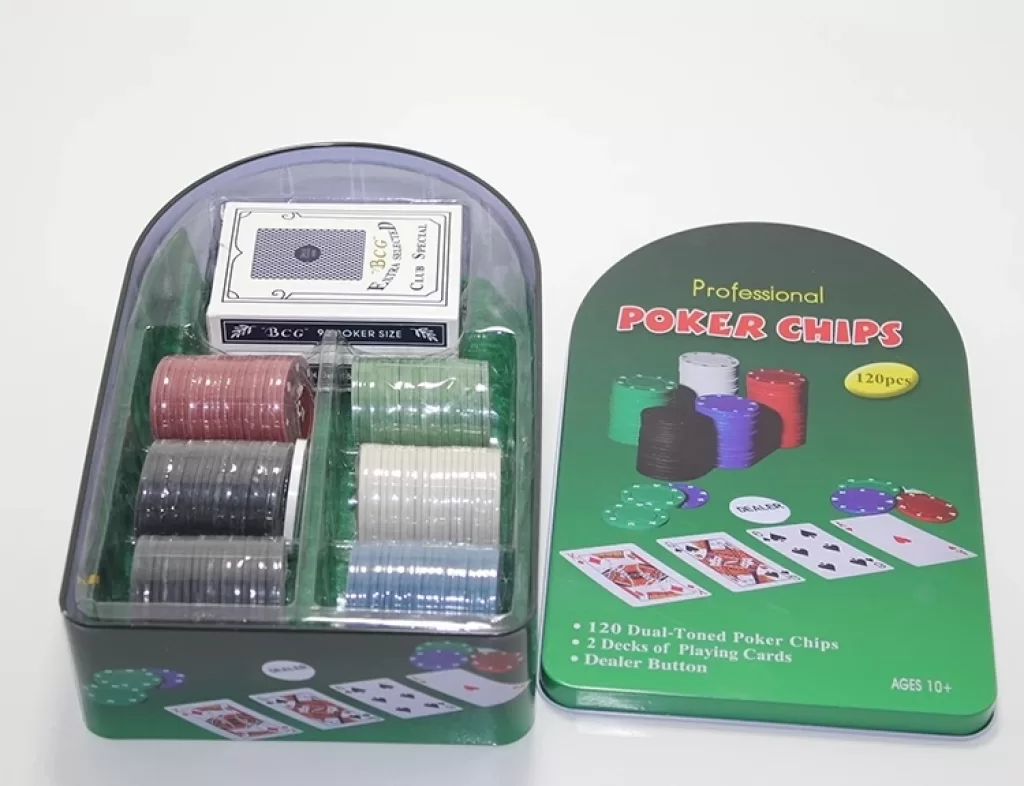 "BCG"
EXTRA SELECTED
CLUB SPECIAL
"BCG" 92 POKER SIZE
DEALER
Professional
POKER CHIPS
120pcs
DEALER
• 120 Dual-Toned Poker Chips
• 2 Decks of Playing Cards
• Dealer Button
AGES 10+